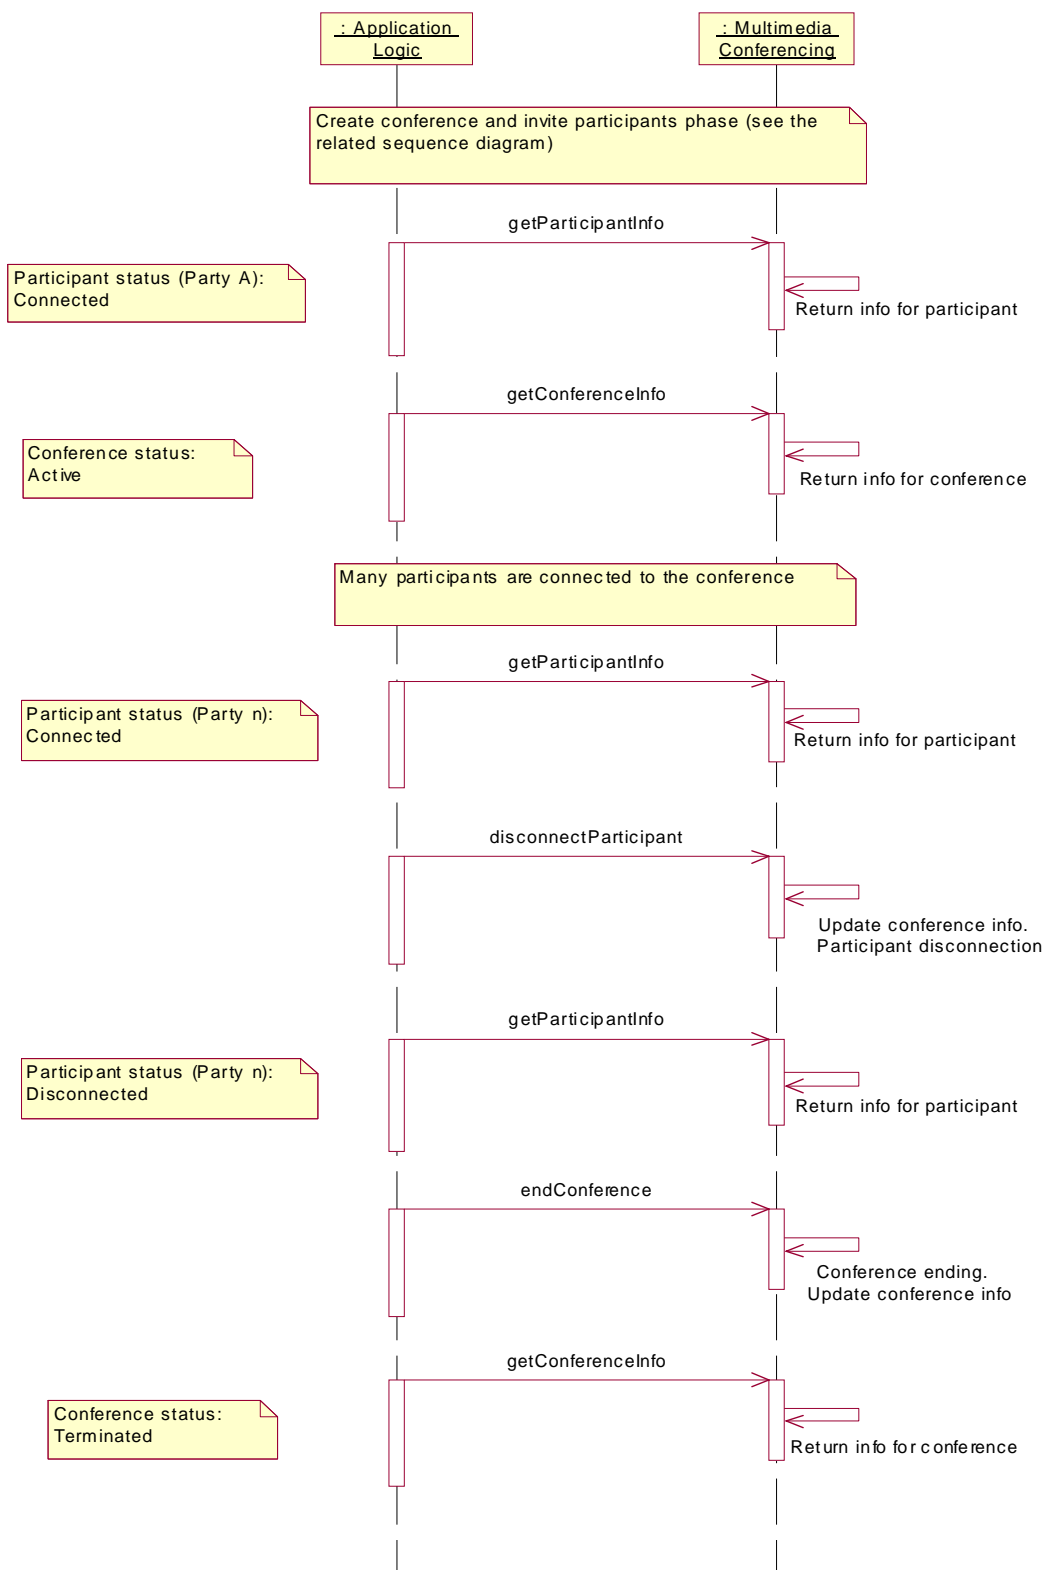 : Application
Logic
: Multimedia
Conferencing
Create conference and invite participants phase (see the
related sequence diagram)
getParticipantInfo
Participant status (Party A):
Connected
Return info for participant
getConferenceInfo
Conference status:
Active
Return info for conference
Many participants are connected to the conference
getParticipantInfo
Participant status (Party n):
Connected
Return info for participant
disconnectParticipant
Update conference info.
Participant disconnection
getParticipantInfo
Participant status (Party n):
Disconnected
Return info for participant
endConference
Conference ending.
Update conference info
getConferenceInfo
Conference status:
Terminated
Return info for conference